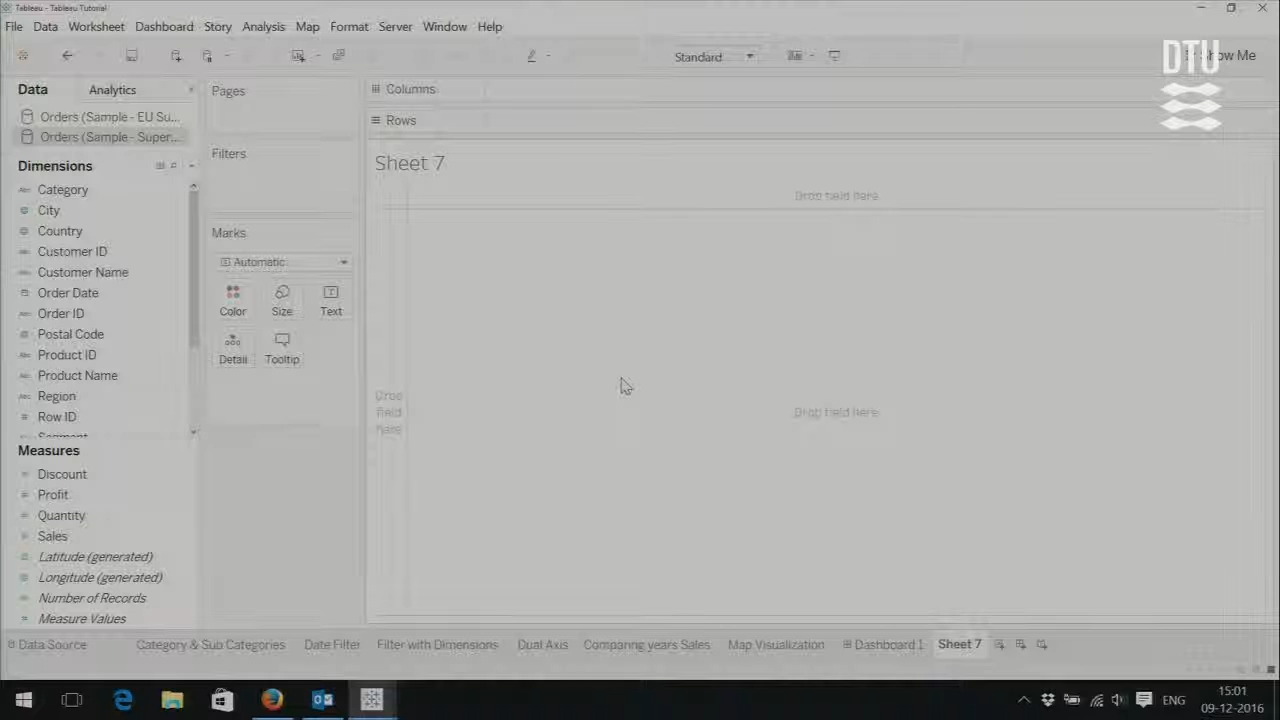 Tableau - Tableau Tutorial
File Data Worksheet Dashboard Story Analysis Map Format Server Window Help
Standard
Show Me
DTU
Data Analytics
Pages
Columns
Orders (Sample - EU Su...
Rows
Orders (Sample - Super...
Filters
Sheet 7
Dimensions
Category
Drop field here
City
Country
Marks
Customer ID
Automatic
Customer Name
Order Date
Color Size Text
Order ID
Postal Code
Product ID
Detail Tooltip
Product Name
Region
Drop
field
here
Drop field here
Row ID
Segment
Measures
Discount
Profit
Quantity
Sales
Latitude (generated)
Longitude (generated)
Number of Records
Measure Values
Data Source Category & Sub Categories Date Filter Filter with Dimensions Dual Axis Comparing years Sales Map Visualization Dashboard 1 Sheet 7
ENG
15:01
09-12-2016